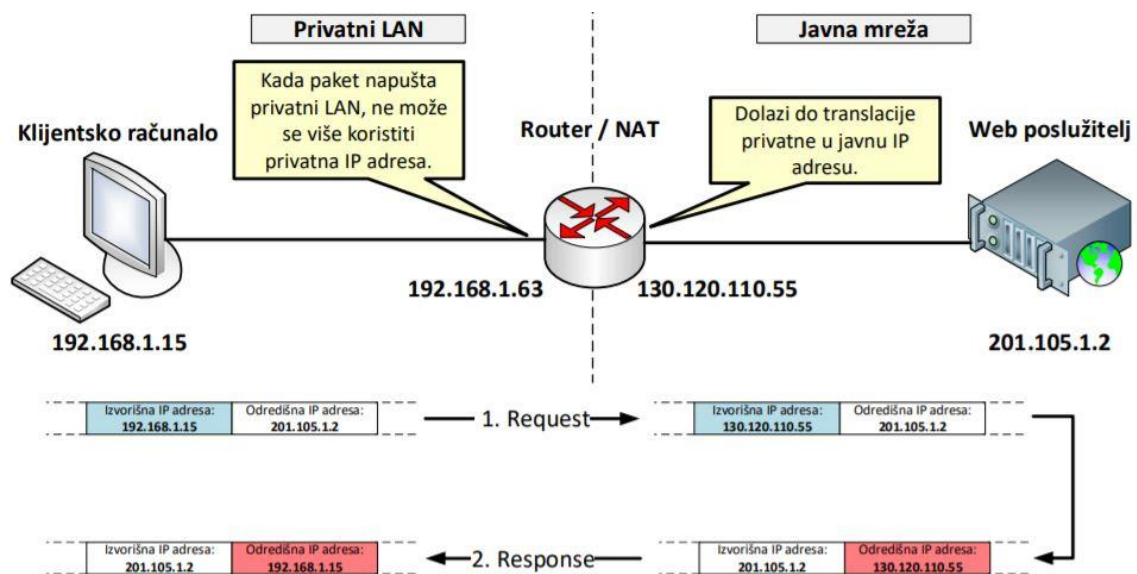 Privatni LAN
Javna mreža
Kada paket napušta
privatni LAN, ne može
se više koristiti
privatna IP adresa.
Dolazi do translacije
privatne u javnu IP
adresu.
Klijentsko računalo
Router / NAT
Web poslužitelj
192.168.1.63
130.120.110.55
192.168.1.15
201.105.1.2
Izvorišna IP adresa:
192.168.1.15
Odredišna IP adresa:
201.105.1.2
1. Request
Izvorišna IP adresa:
130.120.110.55
Odredišna IP adresa:
201.105.1.2
Izvorišna IP adresa:
201.105.1.2
Odredišna IP adresa:
192.168.1.15
2. Response
Izvorišna IP adresa:
201.105.1.2
Odredišna IP adresa:
130.120.110.55